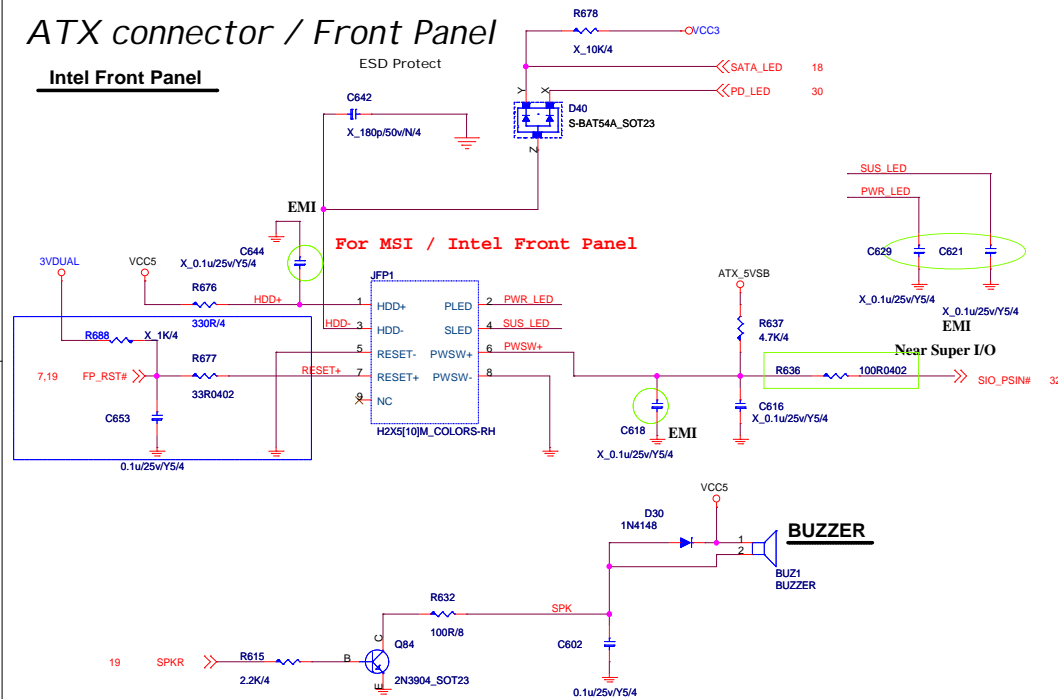 ATX connector / Front Panel
Intel Front Panel
ESD Protect
R678
X_10K/4
VCC3
SATA_LED 18
PD_LED 30
C642
X_180p/50v/N/4
Y
X
Z
D40
S-BAT54A_SOT23
EMI
SUS_LED
PWR_LED
C629
C621
X_0.1u/25v/Y5/4
X_0.1u/25v/Y5/4
EMI
Near Super I/O
For MSI / Intel Front Panel
C644
X_0.1u/25v/Y5/4
3VDUAL
VCC5
R676
330R/4
HDD+
HDD-
JFP1
1 HDD+ PLED 2 PWR_LED
3 HDD- SLED 4 SUS_LED
5 RESET- PWSW+ 6 PWSW+
7 RESET+ PWSW- 8
9 NC
H2X5[10]M_COLORS-RH
R688
X_1K/4
7,19 FP_RST#
R677
33R0402
RESET+
C653
0.1u/25v/Y5/4
ATX_5VSB
R637
4.7K/4
R636
100R0402
SIO_PSIN# 32
C618
EMI
X_0.1u/25v/Y5/4
C616
X_0.1u/25v/Y5/4
VCC5
D30
1N4148
BUZZER
1
2
BUZ1
BUZZER
R632
100R/8
SPK
C602
0.1u/25v/Y5/4
19 SPKR
R615
2.2K/4
B
C
E
Q84
2N3904_SOT23